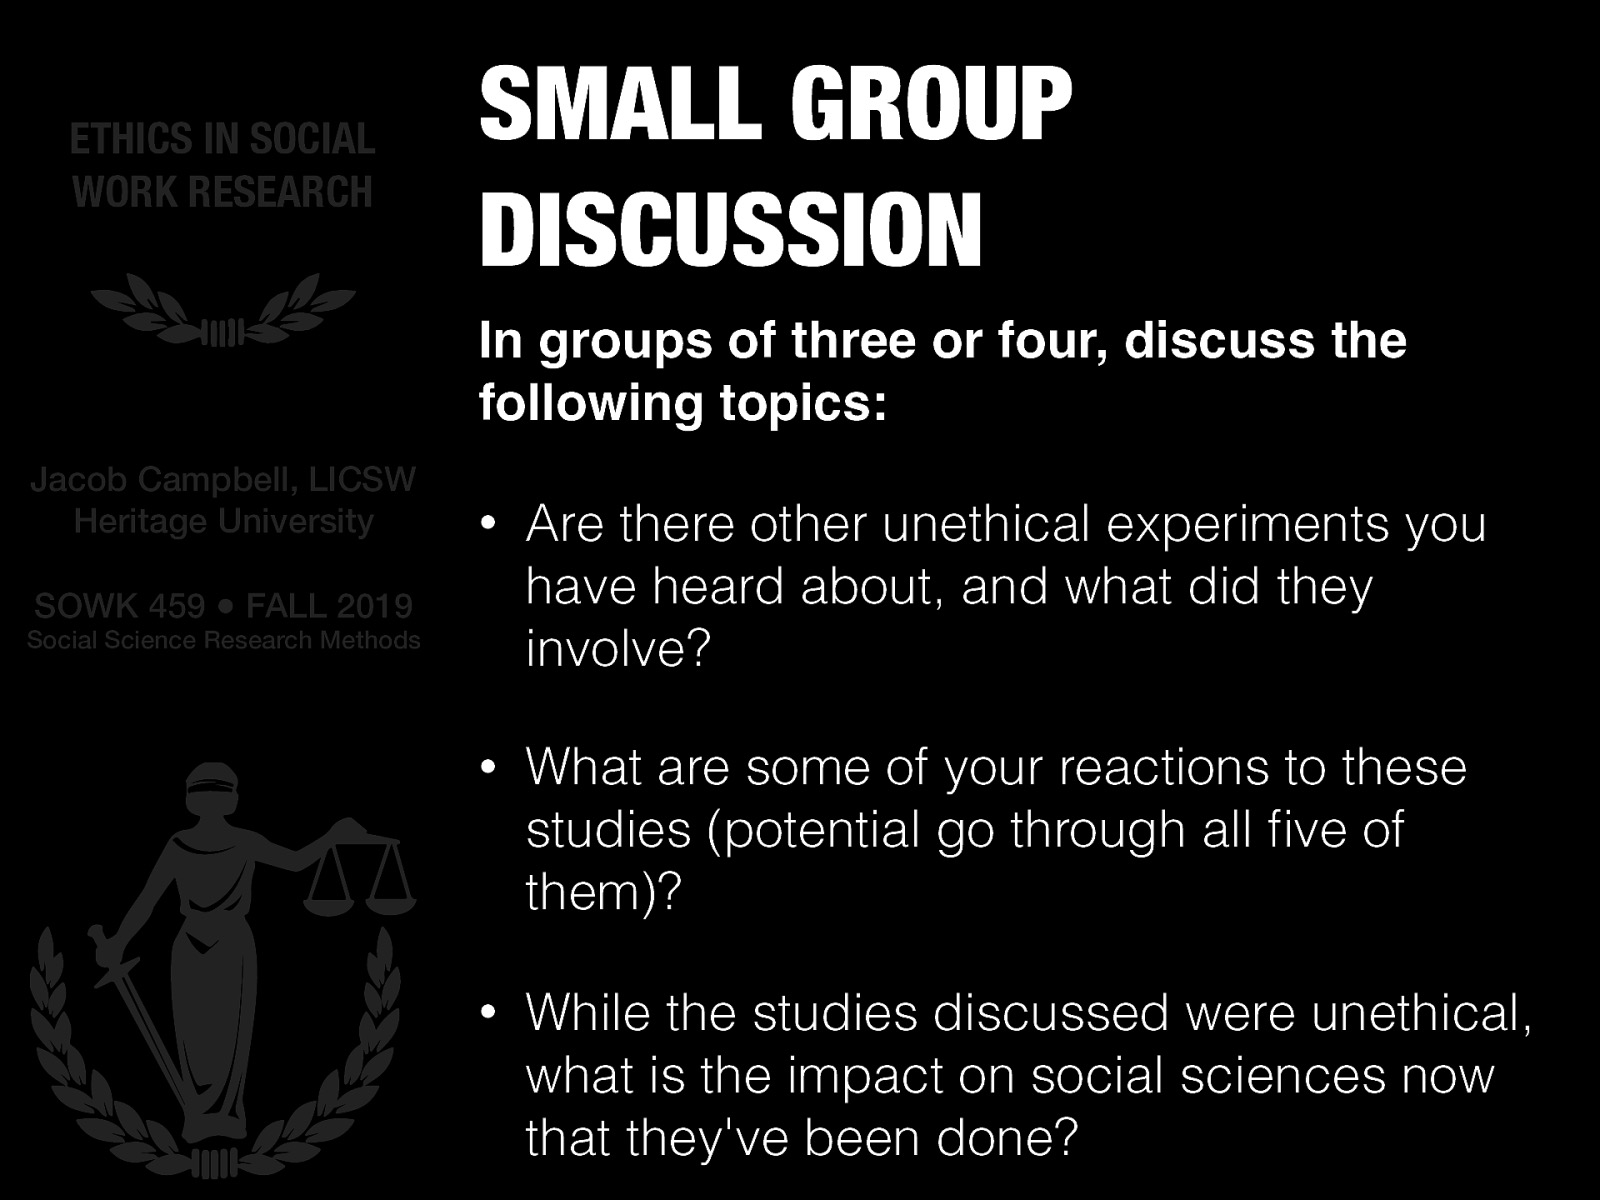 ETHICS IN SOCIAL
WORK RESEARCH
Jacob Campbell, LICSW
Heritage University
SOWK 459 • FALL 2019
Social Science Research Methods
SMALL GROUP
DISCUSSION
In groups of three or four, discuss the
following topics:
• Are there other unethical experiments you
have heard about, and what did they
involve?
• What are some of your reactions to these
studies (potential go through all five of
them)?
• While the studies discussed were unethical,
what is the impact on social sciences now
that they've been done?